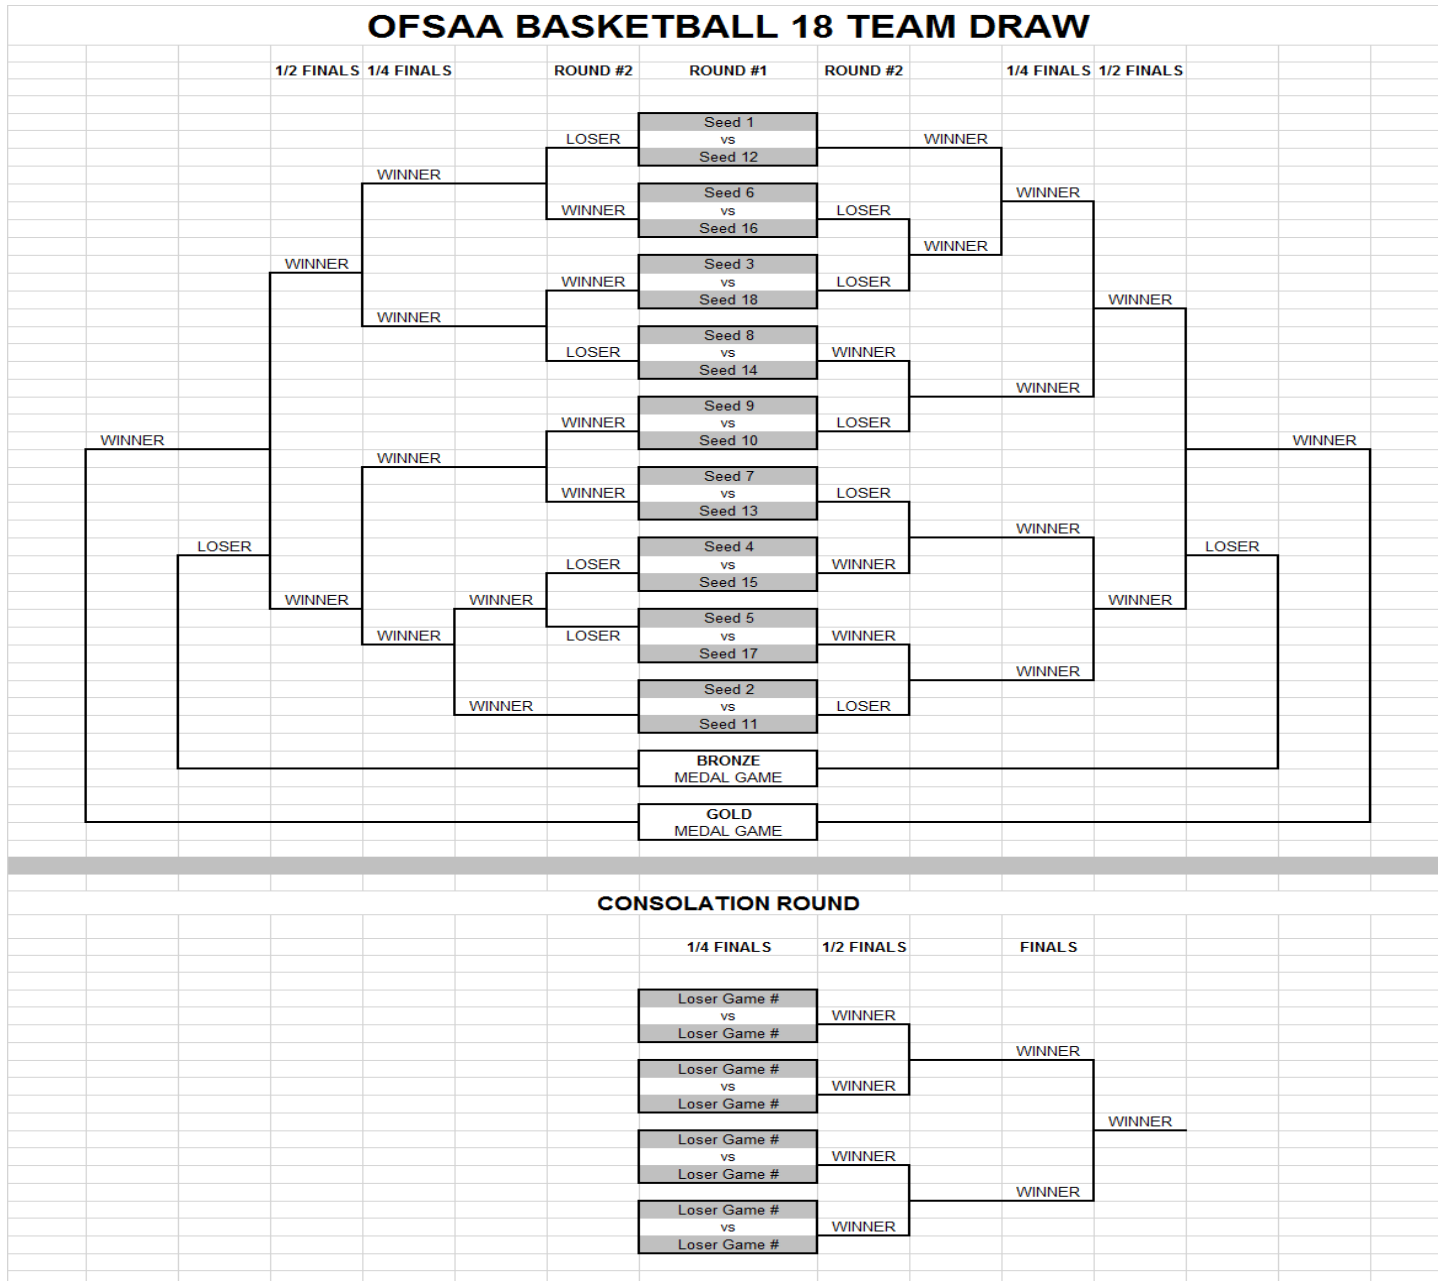 OFSAA BASKETBALL 18 TEAM DRAW
1/2 FINALS 1/4 FINALS ROUND #2 ROUND #1 ROUND #2 1/4 FINALS 1/2 FINALS
Seed 1
LOSER vs WINNER
Seed 12
WINNER
Seed 6 WINNER
WINNER vs LOSER
Seed 16
WINNER
WINNER Seed 3
WINNER vs LOSER
Seed 18 WINNER
WINNER
Seed 8
LOSER vs WINNER
Seed 14
WINNER
Seed 9
WINNER vs LOSER
WINNER Seed 10 WINNER
WINNER
Seed 7
WINNER vs LOSER
Seed 13
WINNER
LOSER Seed 4 LOSER
LOSER vs WINNER
Seed 15
WINNER WINNER WINNER
Seed 5
WINNER LOSER vs WINNER
Seed 17
WINNER
Seed 2
WINNER vs LOSER
Seed 11
BRONZE
MEDAL GAME
GOLD
MEDAL GAME
CONSOLATION ROUND
1/4 FINALS 1/2 FINALS FINALS
Loser Game #
vs WINNER
Loser Game #
WINNER
Loser Game #
vs WINNER
Loser Game #
WINNER
Loser Game #
vs WINNER
Loser Game #
WINNER
Loser Game #
vs WINNER
Loser Game #